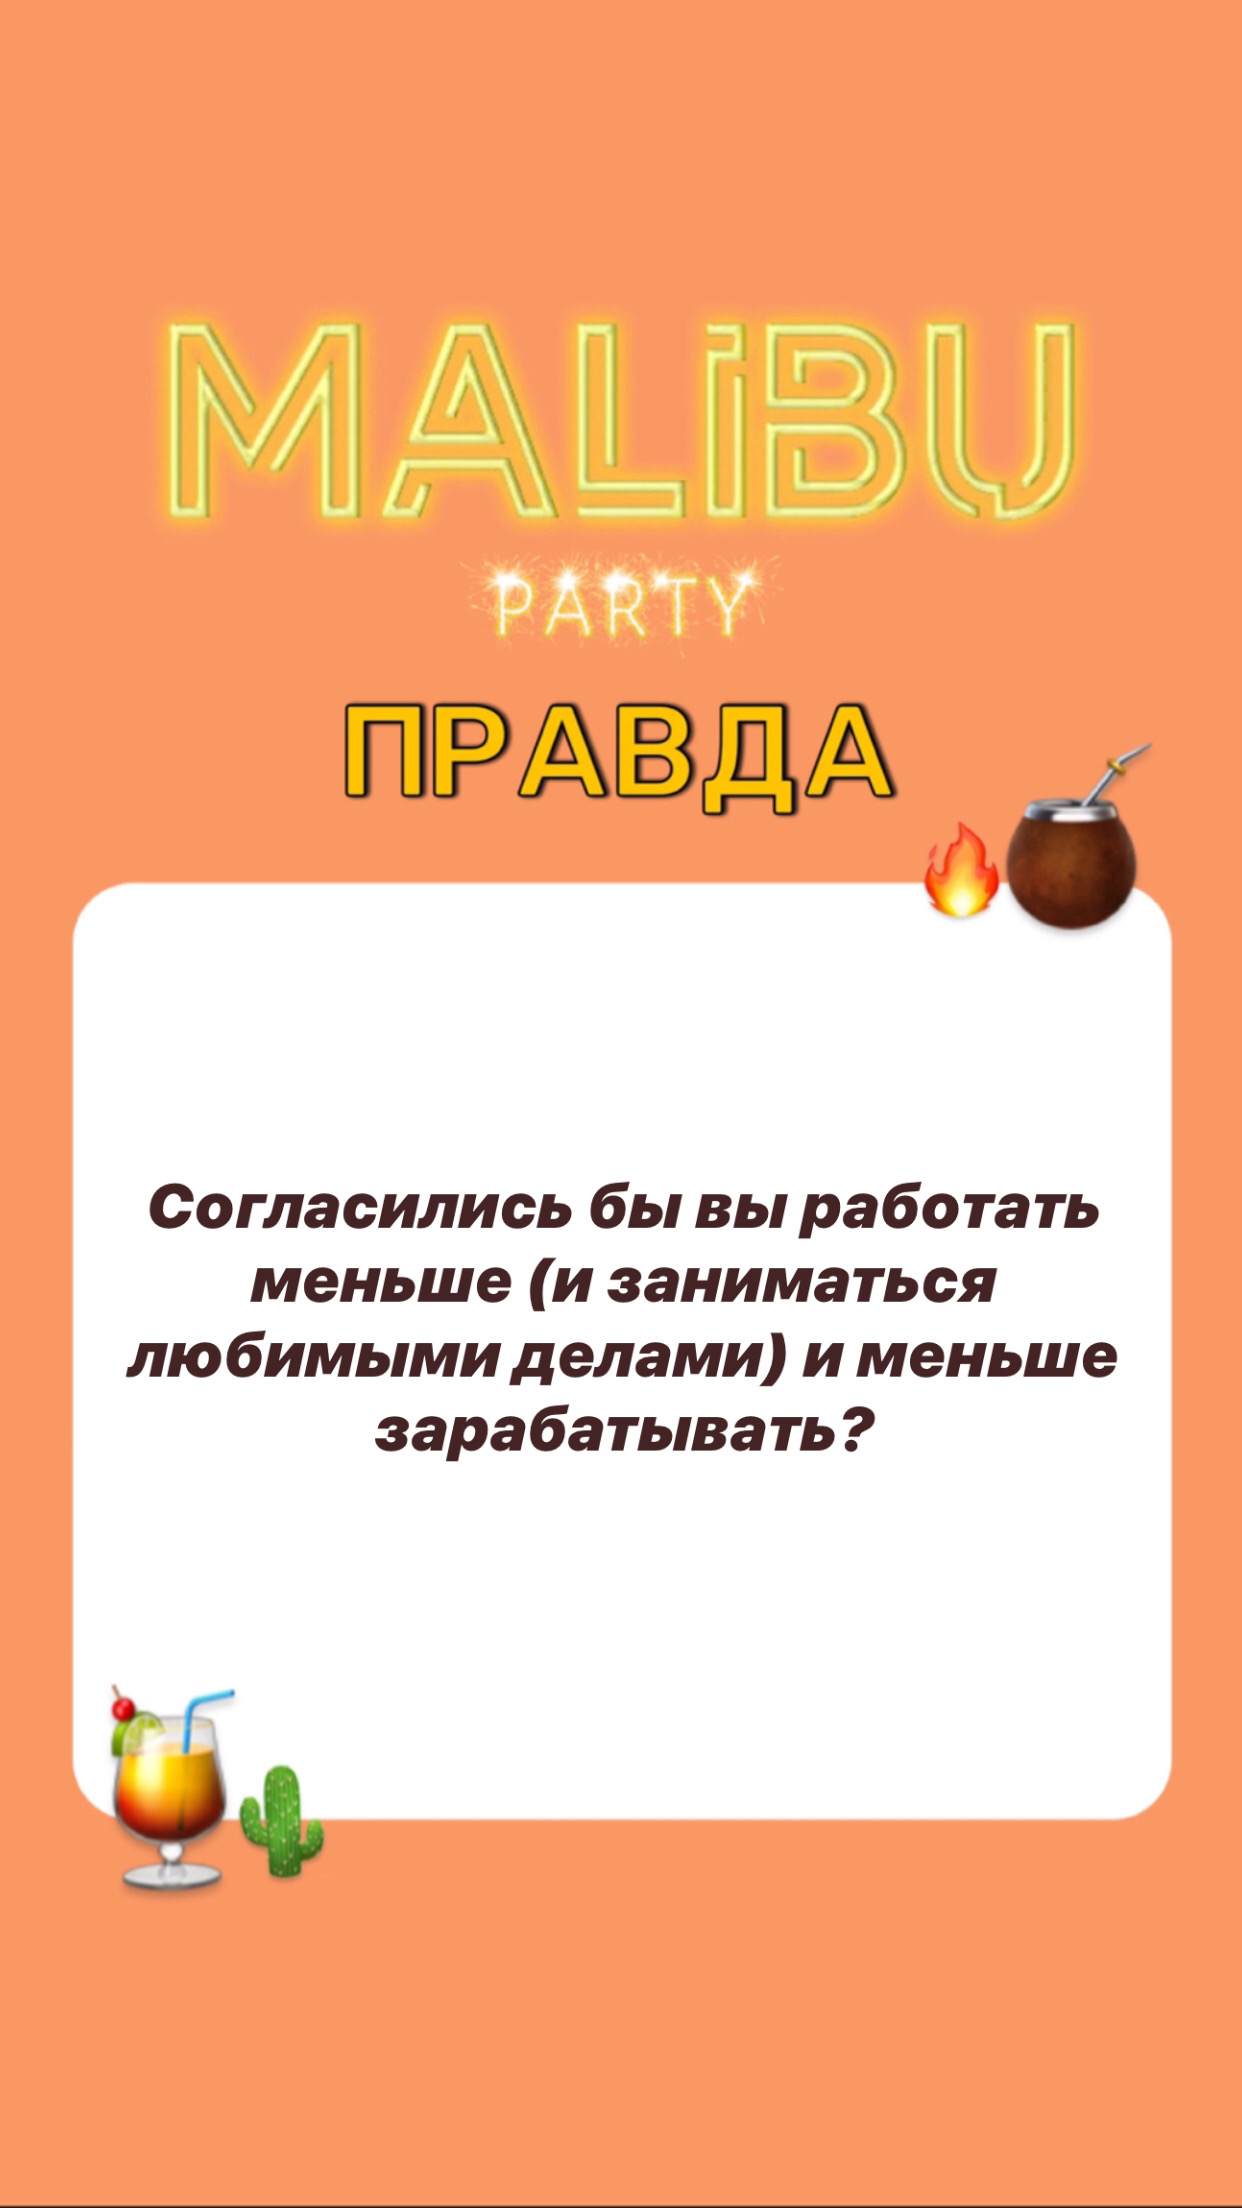 MALiBU
PARTY
ПРАВДА
Согласились бы вы работать
меньше (и заниматься
любимыми делами) и меньше
зарабатывать?